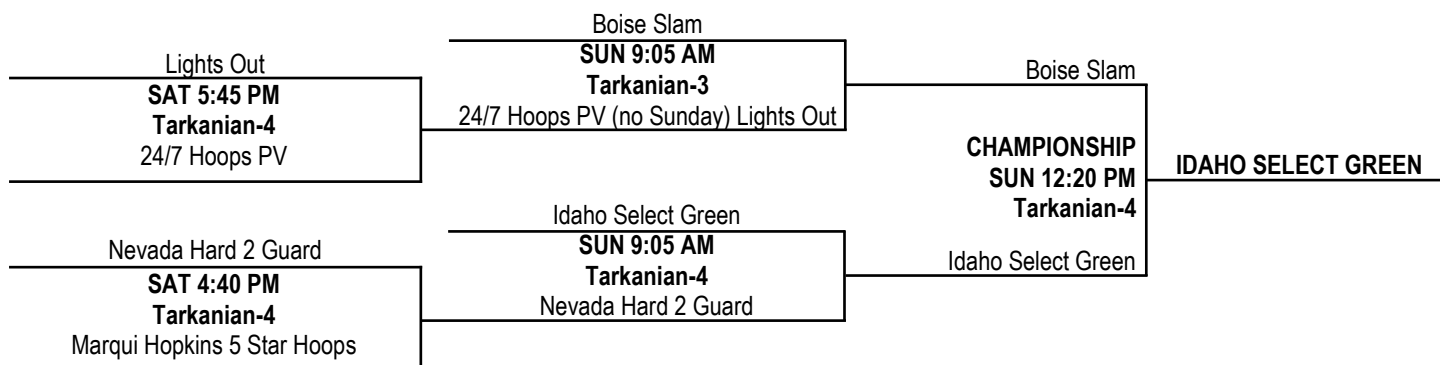 Lights Out
SAT 5:45 PM
Tarkanian-4
24/7 Hoops PV
Nevada Hard 2 Guard
SAT 4:40 PM
Tarkanian-4
Marqui Hopkins 5 Star Hoops
Boise Slam
SUN 9:05 AM
Tarkanian-3
24/7 Hoops PV (no Sunday) Lights Out
Idaho Select Green
SUN 9:05 AM
Tarkanian-4
Nevada Hard 2 Guard
Boise Slam
CHAMPIONSHIP
SUN 12:20 PM
Tarkanian-4
Idaho Select Green
IDAHO SELECT GREEN